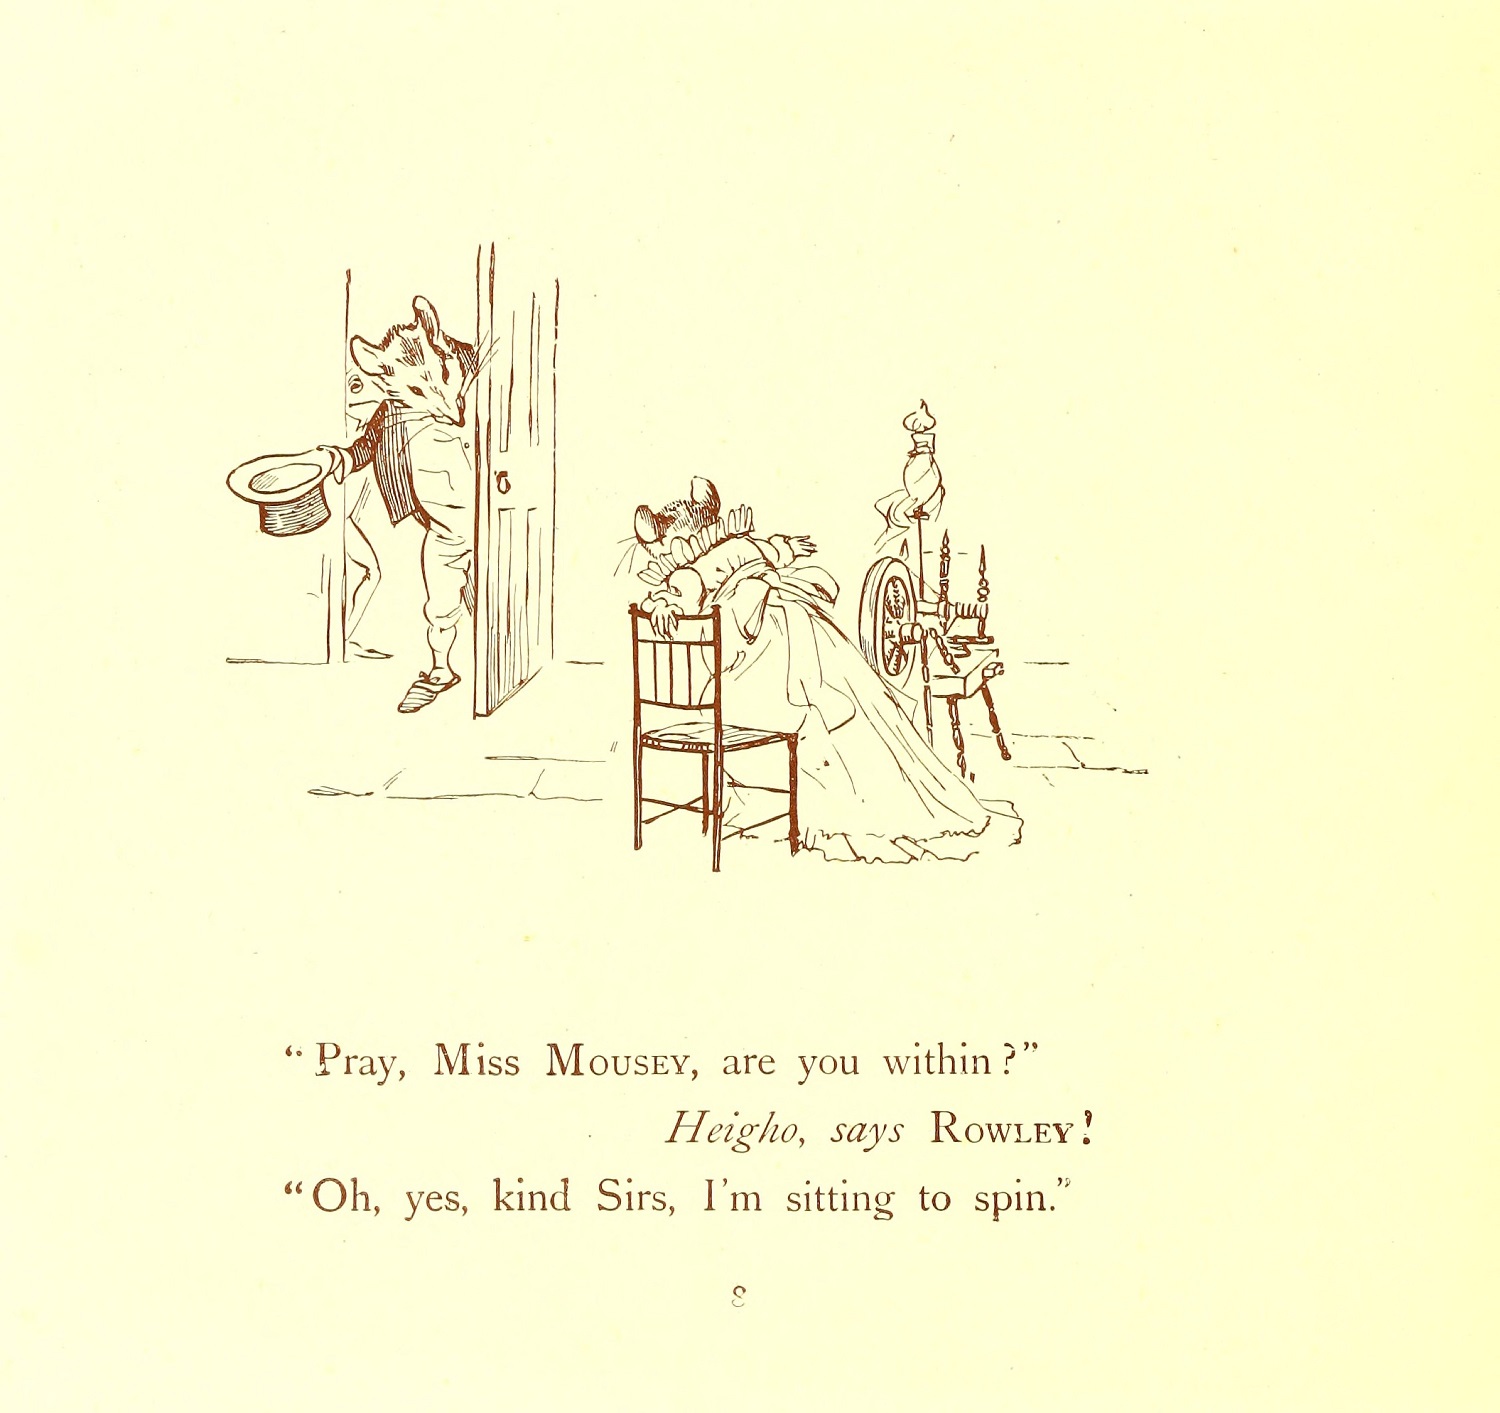 “Pray, Miss MOUSEY, are you within?”
Heigho, says ROWLEY!
“Oh, yes, kind Sirs, I'm sitting to spin.”
8